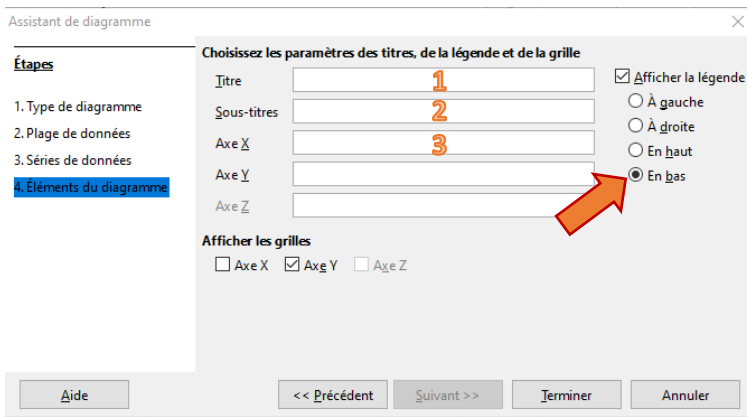 Assistant de diagramme
Étapes
1. Type de diagramme
2. Plage de données
3. Séries de données
4. Éléments du diagramme
Choisissez les paramètres des titres, de la légende et de la grille
Titre 1
Sous-titres 2
Axe X 3
Axe Y
Axe Z
Afficher la légende
À gauche
À droite
En haut
En bas
Afficher les grilles
Axe X Axe Y Axe Z
Aide << Précédent Suivant >> Terminer Annuler